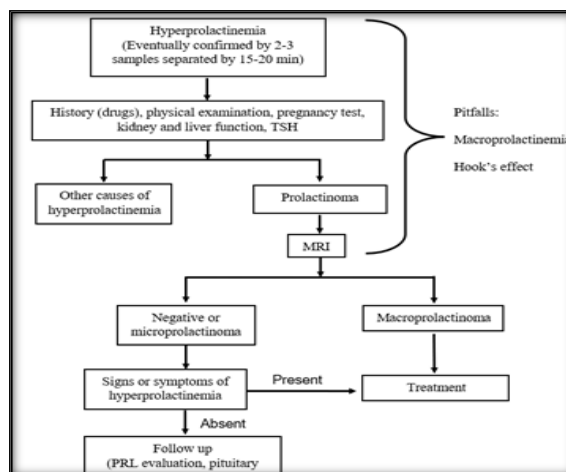 Hyperprolactinemia
(Eventually confirmed by 2-3
samples separated by 15-20 min)
History (drugs), physical examination, pregnancy test,
kidney and liver function, TSH
Pitfalls:
Macroprolactinemia
Hook's effect
Other causes of
hyperprolactinemia
Prolactinoma
MRI
Negative or
microprolactinoma
Macroprolactinoma
Signs or symptoms of
hyperprolactinemia
Present
Treatment
Absent
Follow up
(PRL evaluation, pituitary